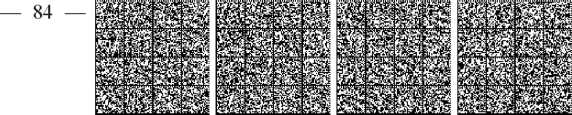 — 84 —